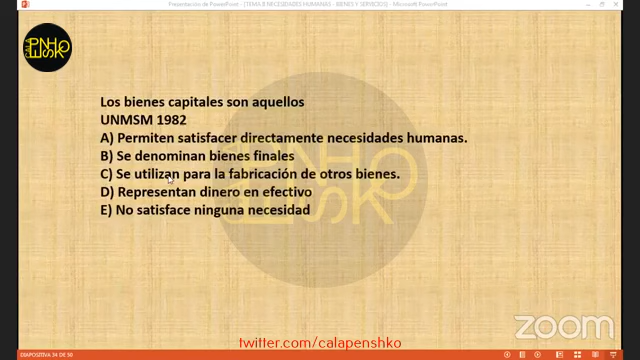 Presentación de PowerPoint - [TEMA 8 NECESIDADES HUMANAS - BIENES Y SERVICIOS] - Microsoft PowerPoint
Los bienes capitales son aquellos
UNMSM 1982
A) Permiten satisfacer directamente necesidades humanas.
B) Se denominan bienes finales
C) Se utilizan para la fabricación de otros bienes.
D) Representan dinero en efectivo
E) No satisface ninguna necesidad
zoom
DIAPOSITIVA 34 DE 50
twitter.com/calapenshko